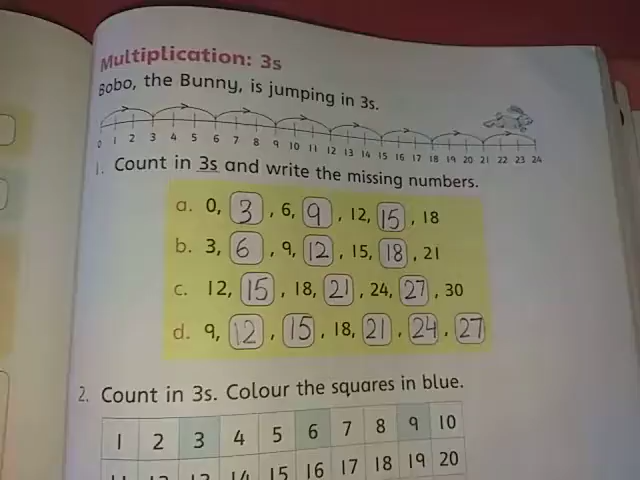 Multiplication: 3s
Bobo, the Bunny, is jumping in 3s.
0 1 2 3 4 5 6 7 8 9 10 11 12 13 14 15 16 17 18 19 20 21 22 23 24
1. Count in 3s and write the missing numbers.
a. 0, 3, 6, 9, 12, 15, 18
b. 3, 6, 9, 12, 15, 18, 21
c. 12, 15, 18, 21, 24, 27, 30
d. 9, 12, 15, 18, 21, 24, 27
2. Count in 3s. Colour the squares in blue.
1 2 3 4 5 6 7 8 9 10
11 12 13 14 15 16 17 18 19 20